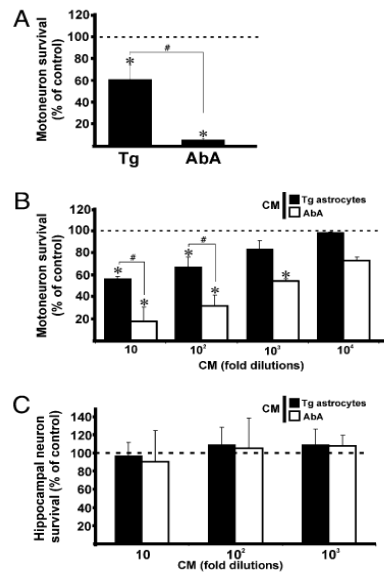 A
Motoneuron survival
(% of control)
120
100
80
60
40
20
*
#
*
Tg AbA
B
CM
Tg astrocytes
AbA
Motoneuron survival
(% of control)
120
100
80
60
40
20
*
#
*
*
#
*
*
10 10² 10³ 10⁴
CM (fold dilutions)
C
CM
Tg astrocytes
AbA
Hippocampal neuron
survival (% of control)
140
120
100
80
60
40
20
10 10² 10³
CM (fold dilutions)